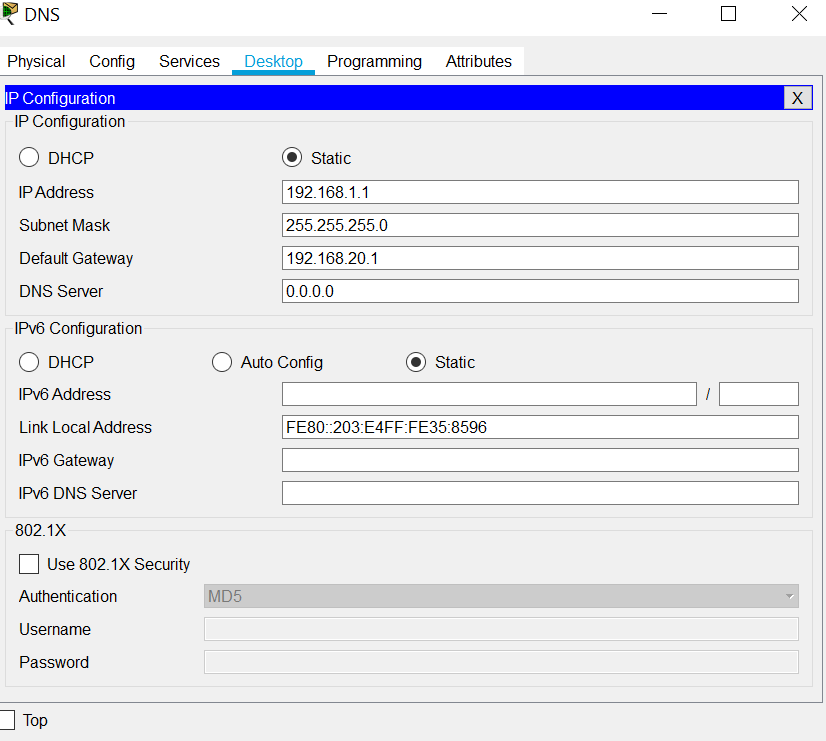 DNS
Physical Config Services Desktop Programming Attributes
IP Configuration X
IP Configuration
DHCP Static
IP Address 192.168.1.1
Subnet Mask 255.255.255.0
Default Gateway 192.168.20.1
DNS Server 0.0.0.0
IPv6 Configuration
DHCP Auto Config Static
IPv6 Address /
Link Local Address FE80::203:E4FF:FE35:8596
IPv6 Gateway
IPv6 DNS Server
802.1X
Use 802.1X Security
Authentication MD5
Username
Password
Top